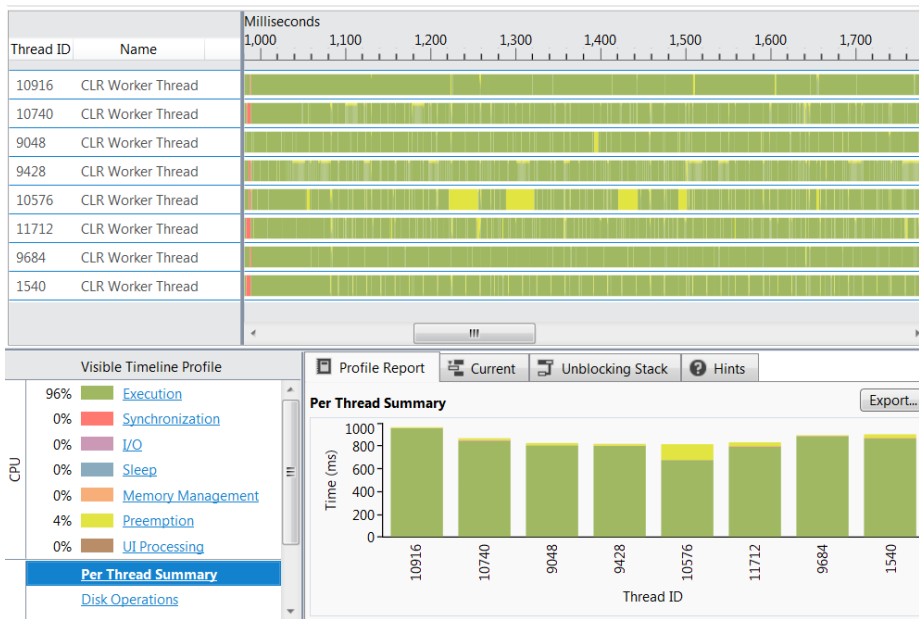 Milliseconds
Thread ID Name 1,000 1,100 1,200 1,300 1,400 1,500 1,600 1,700
10916 CLR Worker Thread
10740 CLR Worker Thread
9048 CLR Worker Thread
9428 CLR Worker Thread
10576 CLR Worker Thread
11712 CLR Worker Thread
9684 CLR Worker Thread
1540 CLR Worker Thread
Visible Timeline Profile
CPU
96% Execution
0% Synchronization
0% I/O
0% Sleep
0% Memory Management
4% Preemption
0% UI Processing
Per Thread Summary
Disk Operations
Profile Report Current Unblocking Stack Hints
Per Thread Summary Export...
Time (ms)
1000
800
600
400
200
0
10916 10740 9048 9428 10576 11712 9684 1540
Thread ID